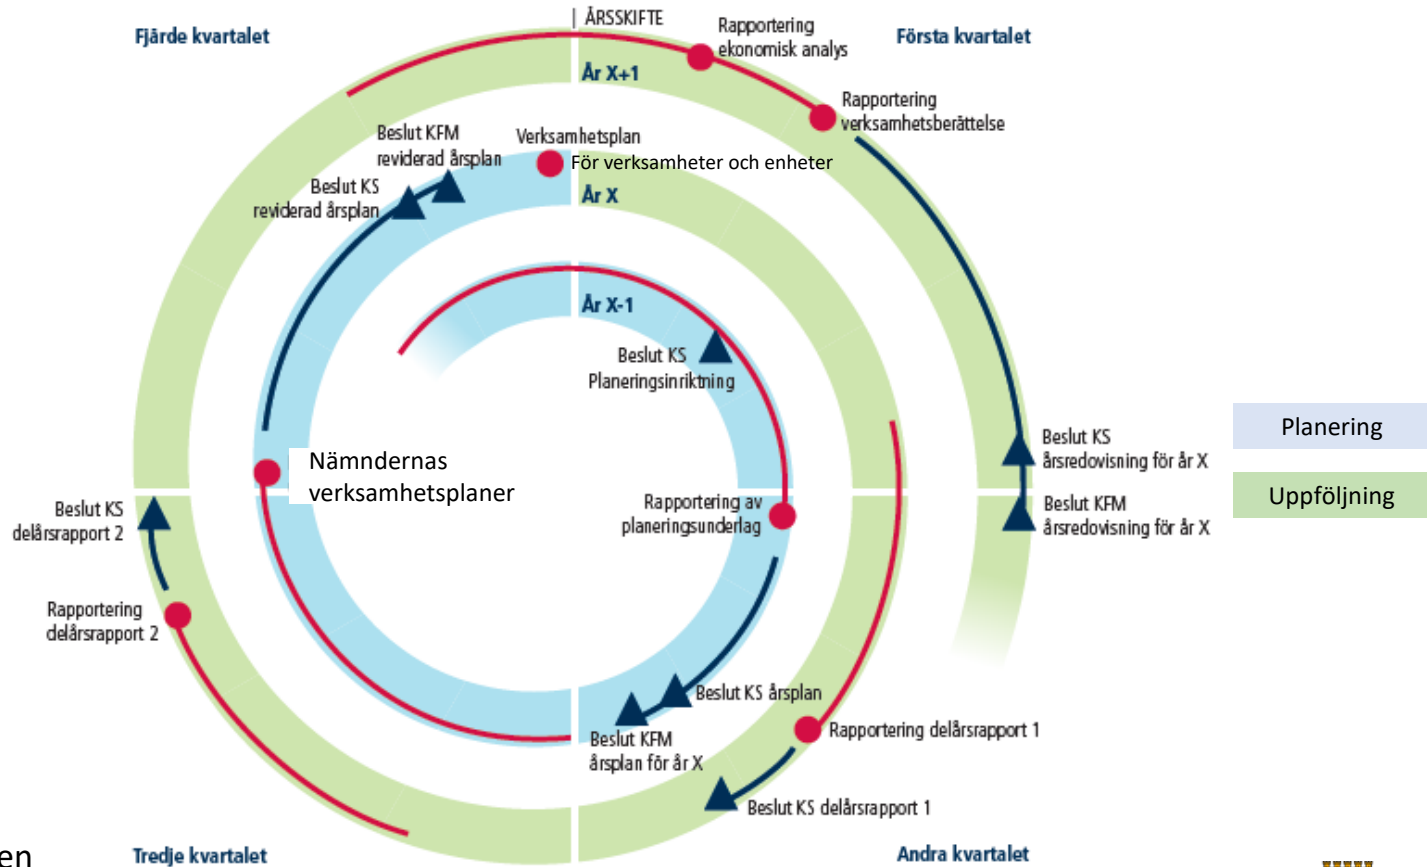 | ÅRSSKIFTE
Fjärde kvartalet
Rapportering
ekonomisk analys
Första kvartalet
År X+1
Rapportering
verksamhetsberättelse
Beslut KFM
reviderad årsplan
Verksamhetsplan
För verksamheter och enheter
Beslut KS
reviderad årsplan
År X
År X-1
Beslut KS
Planeringsinriktning
Planering
Beslut KS
årsredovisning för år X
Nämndernas
verksamhetsplaner
Uppföljning
Rapportering av
planeringsunderlag
Beslut KFM
årsredovisning för år X
Beslut KS
delårsrapport 2
Rapportering
delårsrapport 2
Beslut KS årsplan
Rapportering delårsrapport 1
Beslut KFM
årsplan för år X
Beslut KS delårsrapport 1
en
Tredje kvartalet
Andra kvartalet